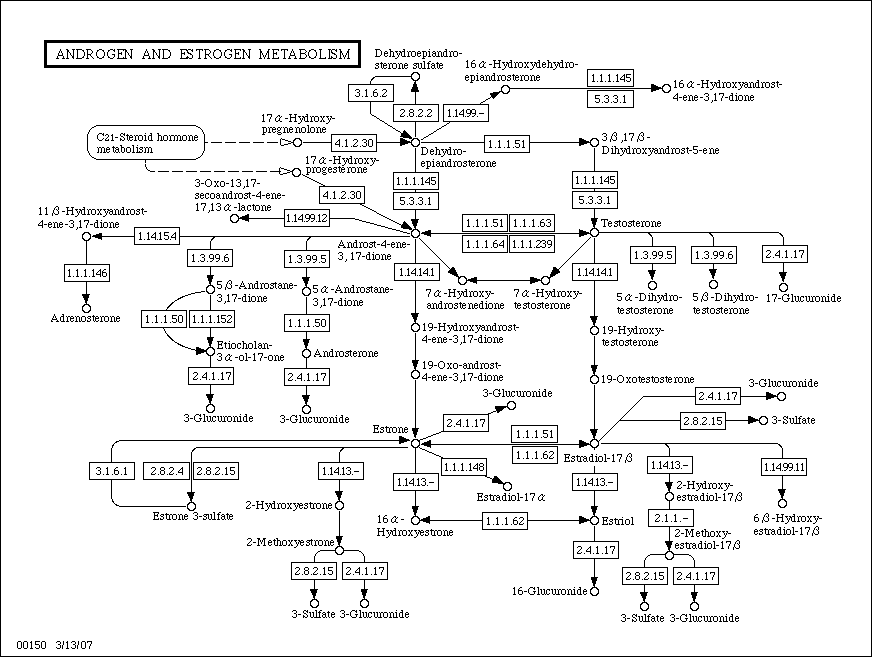 ANDROGEN AND ESTROGEN METABOLISM
Dehydroepiandro-
sterone sulfate
16α-Hydroxydehydro-
epiandrosterone
1.1.1.145
5.3.3.1
16α-Hydroxyandrost-
4-ene-3,17-dione
3.1.6.2
2.8.2.2
1.14.99.-
17α-Hydroxy-
pregnenolone
C21-Steroid hormone
metabolism
4.1.2.30
Dehydro-
epiandrosterone
1.1.1.51
3,β,17,β-
Dihydroxyandrost-5-ene
17α-Hydroxy-
progesterone
4.1.2.30
1.1.1.145
5.3.3.1
1.1.1.145
5.3.3.1
3-Oxo-13,17-
secoandrost-4-ene-
17,13α-lactone
1.14.99.12
11β-Hydroxyandrost-
4-ene-3,17-dione
1.14.15.4
Androst-4-ene-
3,17-dione
1.1.1.51
1.1.1.63
1.1.1.64
1.1.1.239
Testosterone
1.1.1.146
Adrenosterone
1.3.99.6
1.3.99.5
1.14.14.1
1.14.14.1
1.3.99.5
1.3.99.6
2.4.1.17
5β-Androstane-
3,17-dione
5α-Androstane-
3,17-dione
7α-Hydroxy-
androstenedione
7α-Hydroxy-
testosterone
5α-Dihydro-
testosterone
5β-Dihydro-
testosterone
17-Glucuronide
1.1.1.50
1.1.1.152
1.1.1.50
19-Hydroxyandrost-
4-ene-3,17-dione
19-Hydroxy-
testosterone
Etiocholan-
3α-ol-17-one
Androsterone
2.4.1.17
2.4.1.17
19-Oxo-androst-
4-ene-3,17-dione
19-Oxotestosterone
3-Glucuronide
3-Glucuronide
3-Glucuronide
2.4.1.17
2.4.1.17
3-Glucuronide
2.8.2.15
3-Sulfate
Estrone
1.1.1.51
1.1.1.62
Estradiol-17β
3.1.6.1
2.8.2.4
2.8.2.15
1.14.13.-
1.14.13.-
1.1.1.148
Estradiol-17α
1.14.13.-
1.14.13.-
1.14.99.11
Estrone 3-sulfate
2-Hydroxyestrone
16α-
Hydroxyestrone
1.1.1.62
Estriol
2-Hydroxy-
estradiol-17β
2.1.1.-
6β-Hydroxy-
estradiol-17β
2-Methoxyestrone
2-Methoxy-
estradiol-17β
2.4.1.17
2.8.2.15
2.4.1.17
2.8.2.15
2.4.1.17
16-Glucuronide
3-Sulfate
3-Glucuronide
3-Sulfate
3-Glucuronide
00150 3/13/07